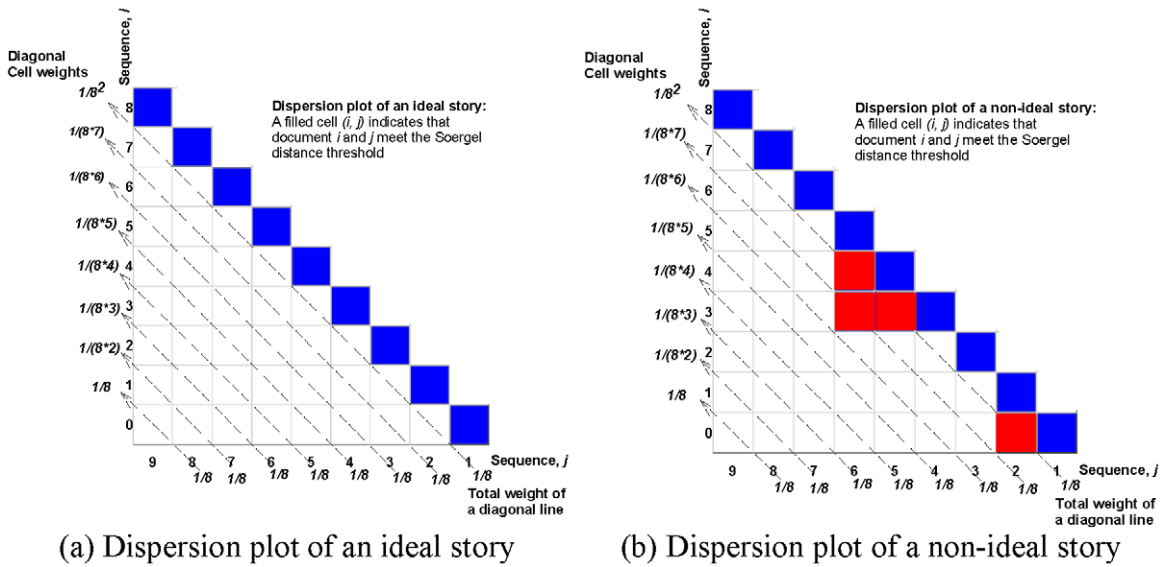 Sequence, i
Diagonal
Cell weights
1/8²
1/(8*7)
1/(8*6)
1/(8*5)
1/(8*4)
1/(8*3)
1/(8*2)
1/8
8
7
6
5
4
3
2
1
0
Dispersion plot of an ideal story:
A filled cell (i, j) indicates that
document i and j meet the Soergel
distance threshold
9 8 7 6 5 4 3 2 1 Sequence, j
1/8 1/8 1/8 1/8 1/8 1/8 1/8 1/8
Total weight of
a diagonal line
(a) Dispersion plot of an ideal story
Sequence, i
Diagonal
Cell weights
1/8²
1/(8*7)
1/(8*6)
1/(8*5)
1/(8*4)
1/(8*3)
1/(8*2)
1/8
8
7
6
5
4
3
2
1
0
Dispersion plot of a non-ideal story:
A filled cell (i, j) indicates that
document i and j meet the Soergel
distance threshold
9 8 7 6 5 4 3 2 1 Sequence, j
1/8 1/8 1/8 1/8 1/8 1/8 1/8 1/8
Total weight of
a diagonal line
(b) Dispersion plot of a non-ideal story